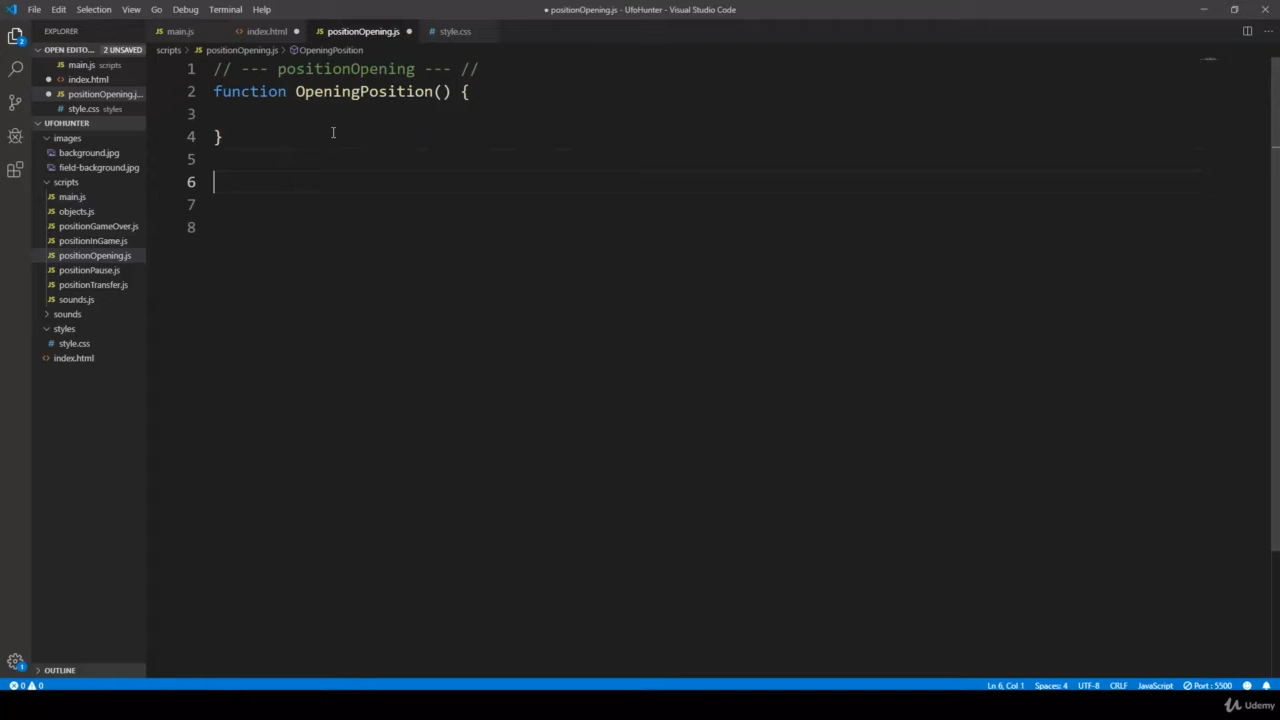 File Edit Selection View Go Debug Terminal Help
● positionOpening.js - UfoHunter - Visual Studio Code
EXPLORER
main.js index.html ● positionOpening.js ● style.css
OPEN EDITO... 2 UNSAVED
scripts > positionOpening.js > OpeningPosition
main.js scripts
index.html
positionOpening.j...
style.css styles
UFOHUNTER
images
background.jpg
field-background.jpg
scripts
main.js
objects.js
positionGameOver.js
positionInGame.js
positionOpening.js
positionPause.js
positionTransfer.js
sounds.js
sounds
styles
style.css
index.html
1 // --- positionOpening --- //
2 function OpeningPosition() {
3
4 }
5
6
7
8
OUTLINE
0 0
Ln 6, Col 1 Spaces: 4 UTF-8 CRLF JavaScript Port : 5500
Udemy